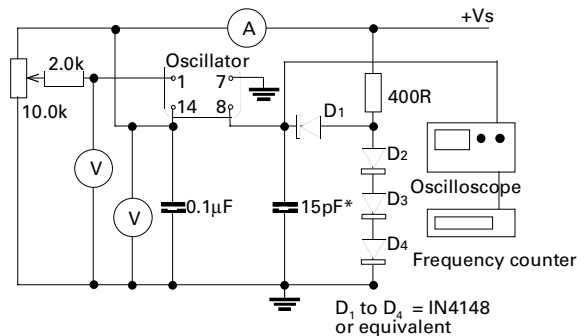 +Vs
A
2.0k
Oscillator
1
7
14
8
10.0k
D1
400R
D2
V
V
0.1µF
15pF*
D3
D4
Oscilloscope
Frequency counter
D1 to D4 = IN4148
or equivalent